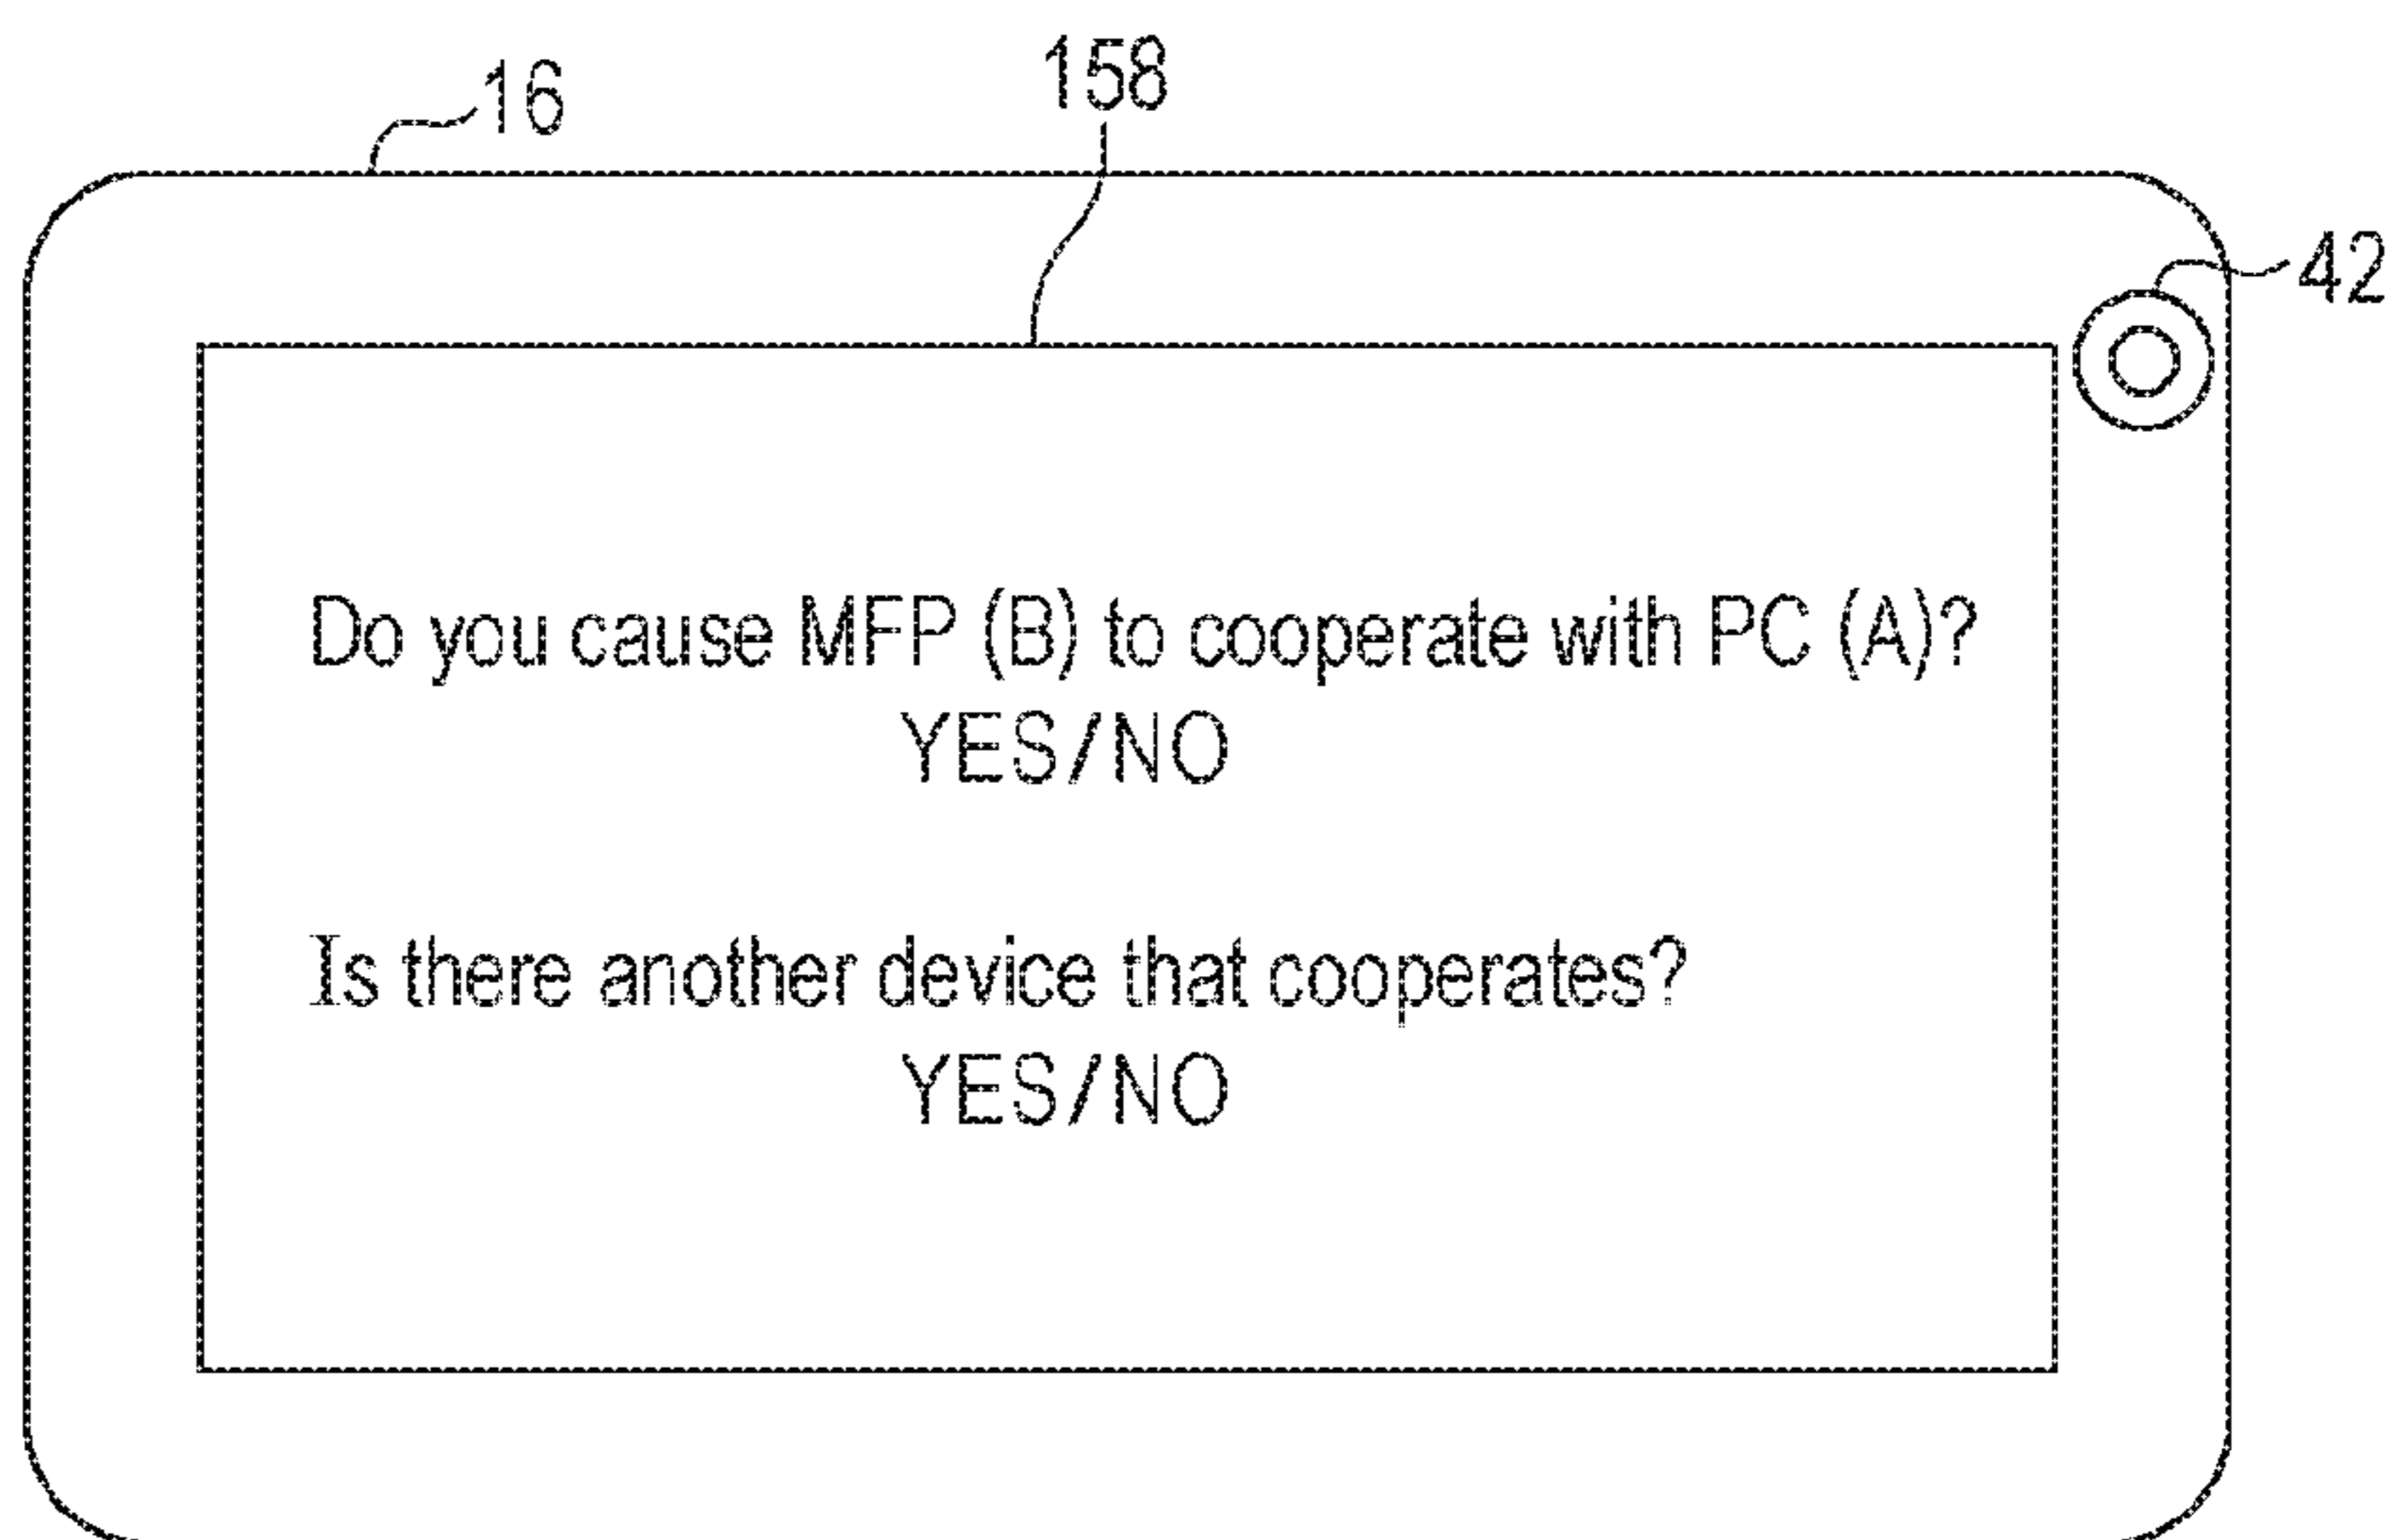 16
158
42
Do you cause MFP (B) to cooperate with PC (A)?
YES/NO
Is there another device that cooperates?
YES/NO